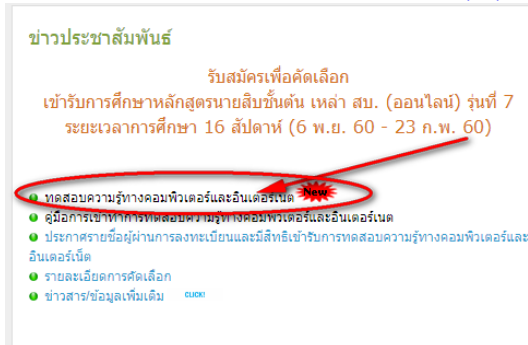 ข่าวประชาสัมพันธ์
รับสมัครเพื่อคัดเลือก
เข้ารับการศึกษาหลักสูตรนายสิบชั้นต้น เหล่า สบ. (ออนไลน์) รุ่นที่ 7
ระยะเวลาการศึกษา 16 สัปดาห์ (6 พ.ย. 60 - 23 ก.พ. 60)
ทดสอบความรู้ทางคอมพิวเตอร์และอินเตอร์เน็ต New
คู่มือการเข้าทำการทดสอบความรู้ทางคอมพิวเตอร์และอินเตอร์เนต
ประกาศรายชื่อผู้ผ่านการลงทะเบียนและมีสิทธิเข้ารับการทดสอบความรู้ทางคอมพิวเตอร์และ
อินเตอร์เน็ต
รายละเอียดการคัดเลือก
ข่าวสาร/ข้อมูลเพิ่มเติม CLICK!